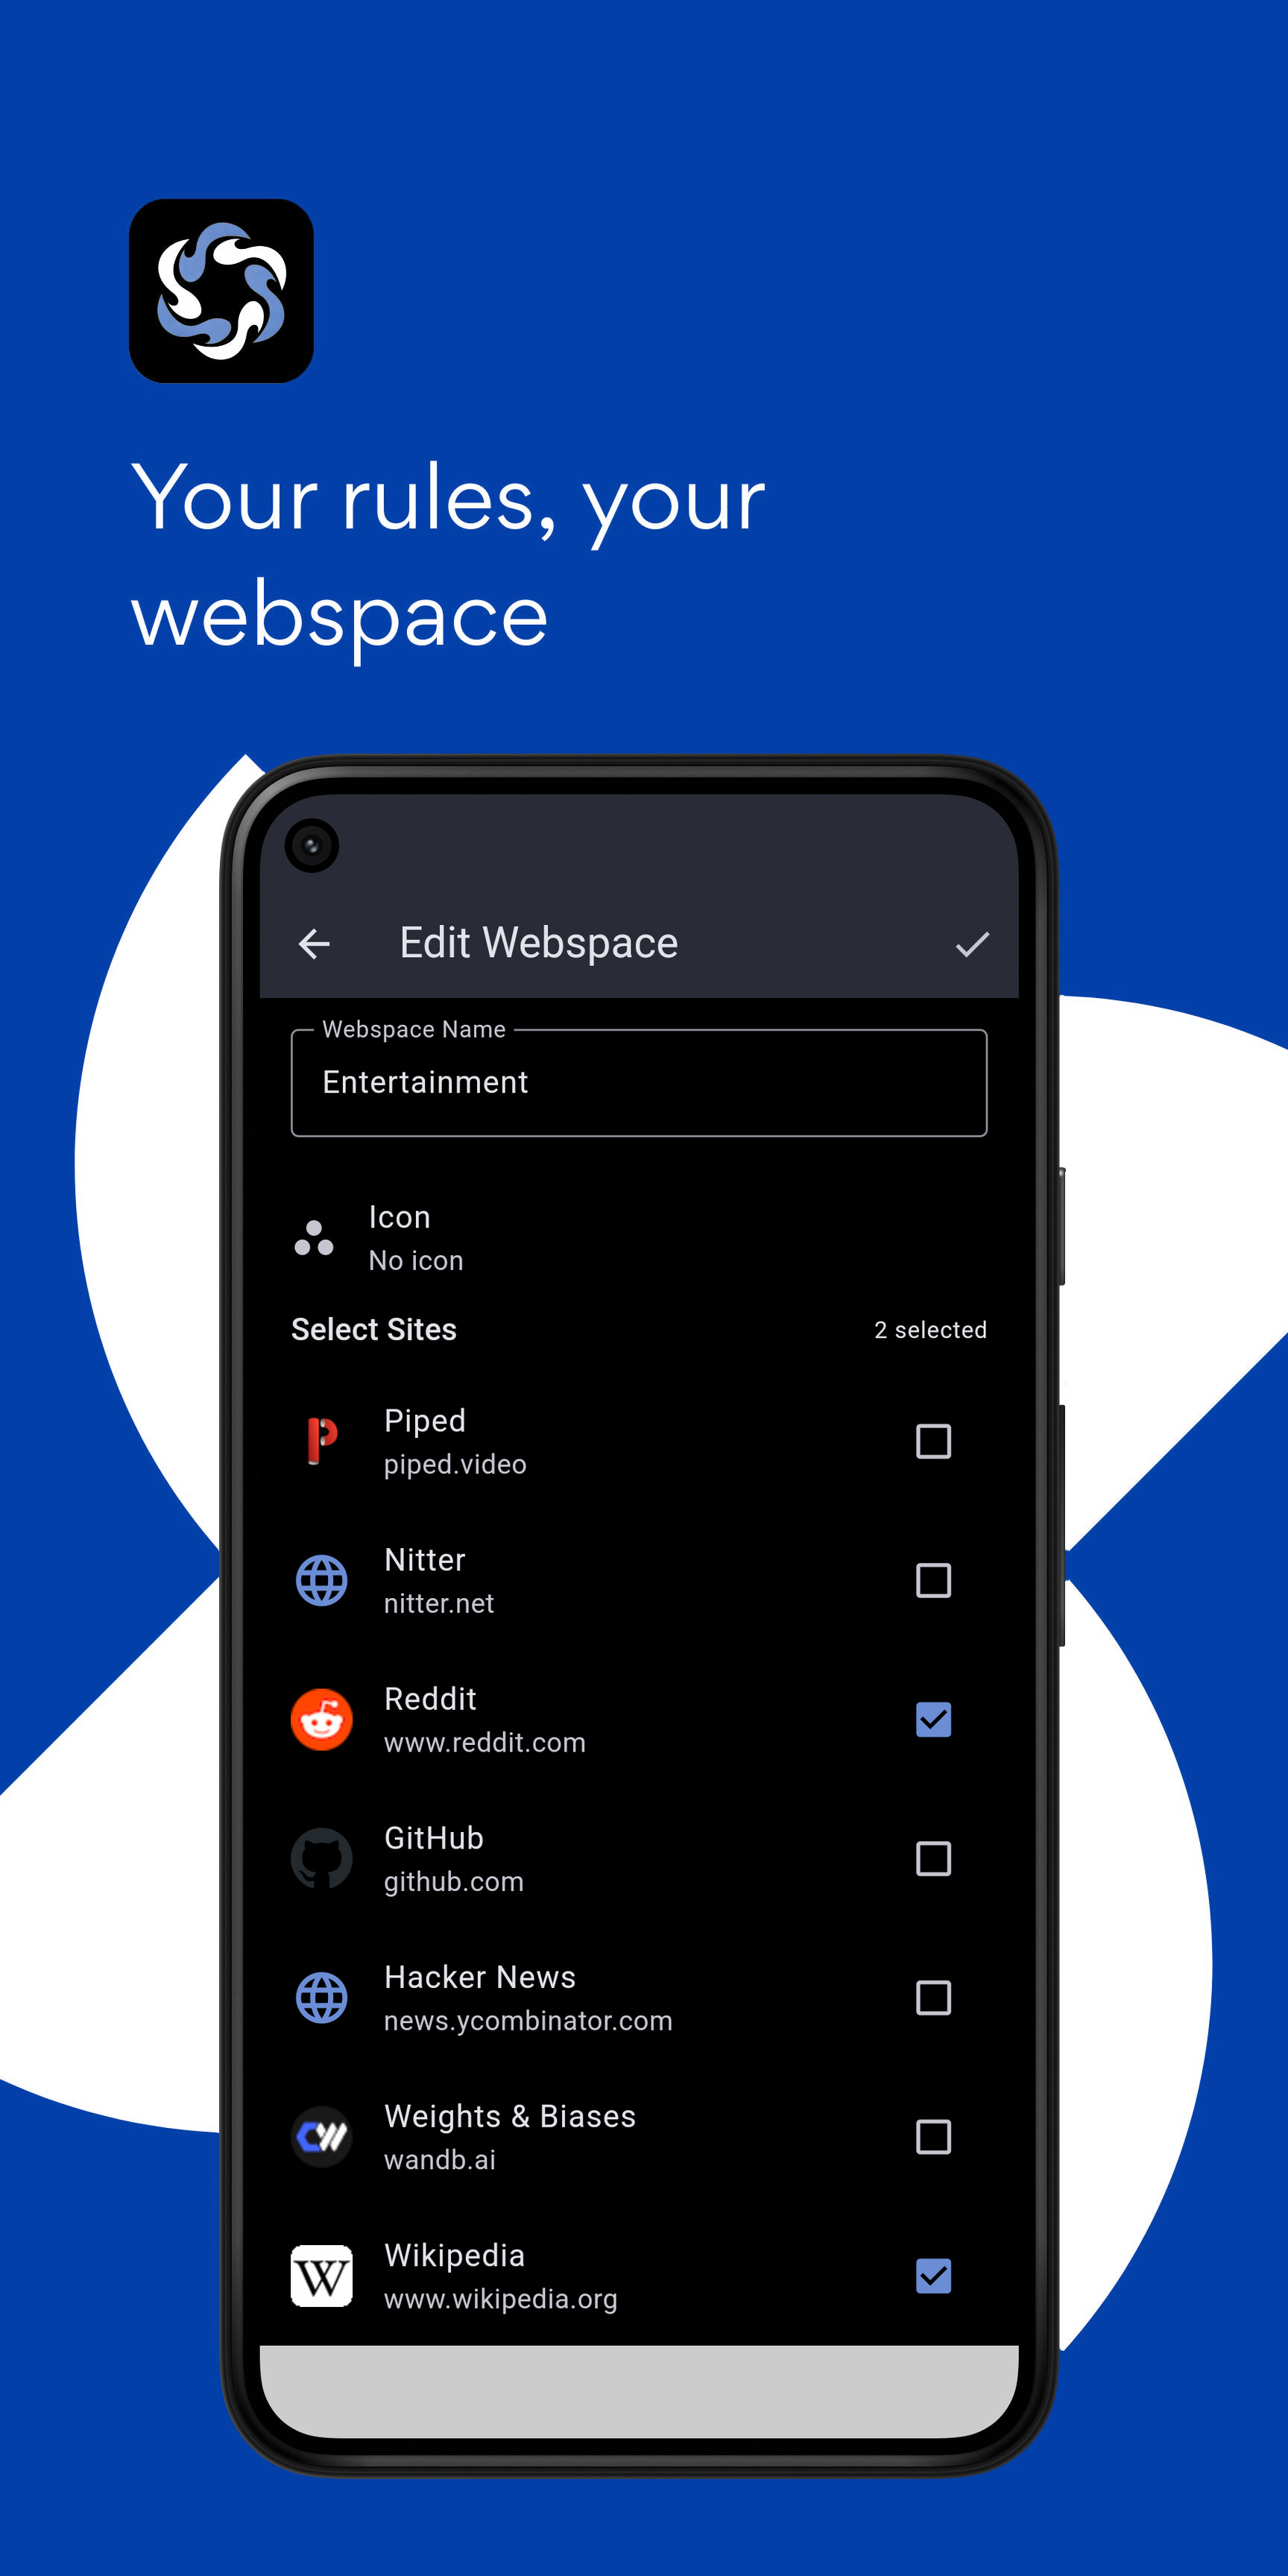 Your rules, your
webspace
Edit Webspace
Webspace Name
Entertainment
Icon
No icon
Select Sites
2 selected
Piped
piped.video
Nitter
nitter.net
Reddit
www.reddit.com
GitHub
github.com
Hacker News
news.ycombinator.com
Weights & Biases
wandb.ai
Wikipedia
www.wikipedia.org